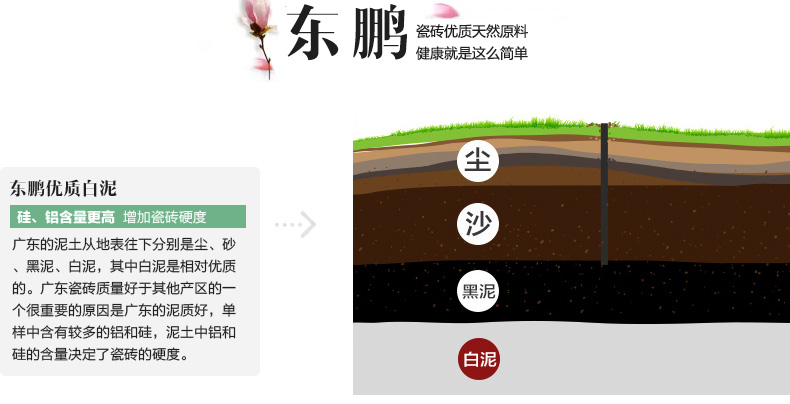 东鹏
瓷砖优质天然原料
健康就是这么简单
东鹏优质白泥
硅、铝含量更高 增加瓷砖硬度
广东的泥土从地表往下分别是尘、砂
、黑泥、白泥，其中白泥是相对优质
的。广东瓷砖质量好于其他产区的一
个很重要的原因是广东的泥质好，单
样中含有较多的铝和硅，泥土中铝和
硅的含量决定了瓷砖的硬度。
尘
沙
黑泥
白泥